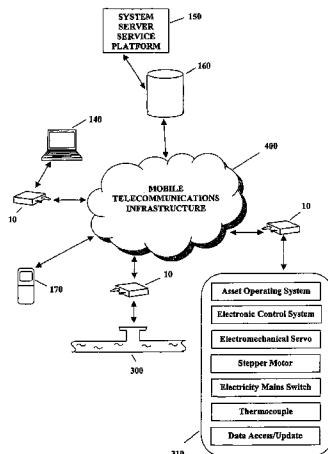 SYSTEM
SERVER
SERVICE
PLATFORM
150
160
140
400
MOBILE
TELECOMMUNICATIONS
INFRASTRUCTURE
10
10
10
170
300
Asset Operating System
Electronic Control System
Electromechanical Servo
Stepper Motor
Electricity Mains Switch
Thermocouple
Data Access/Update
310